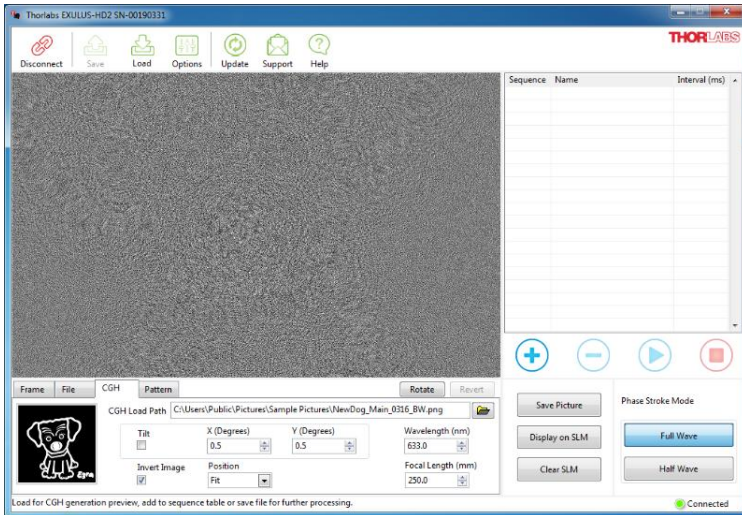 Thorlabs EXULUS-HD2 SN-00190331
Disconnect Save Load Options Update Support Help
THORLABS
Sequence Name Interval (ms)
Frame File CGH Pattern Rotate Revert
CGH Load Path C:\Users\Public\Pictures\Sample Pictures\NewDog_Main_0316_BW.png
Tilt X (Degrees) Y (Degrees) Wavelength (nm)
0.5 0.5 633.0
Invert Image Position Focal Length (mm)
Fit 250.0
Ezra
Save Picture
Display on SLM
Clear SLM
Phase Stroke Mode
Full Wave
Half Wave
Load for CGH generation preview, add to sequence table or save file for further processing.
Connected